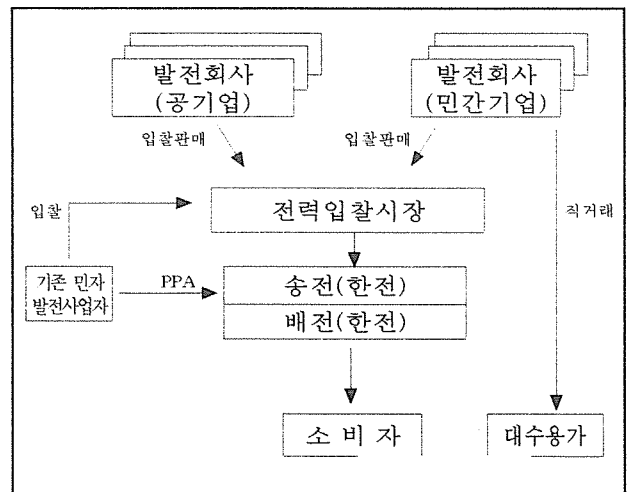 발전회사
(공기업)
발전회사
(민간기업)
입찰판매
입찰판매
입찰
전력입찰시장
직거래
기존 민자
발전사업자
PPA
송전(한전)
배전(한전)
소 비 자
대수용가